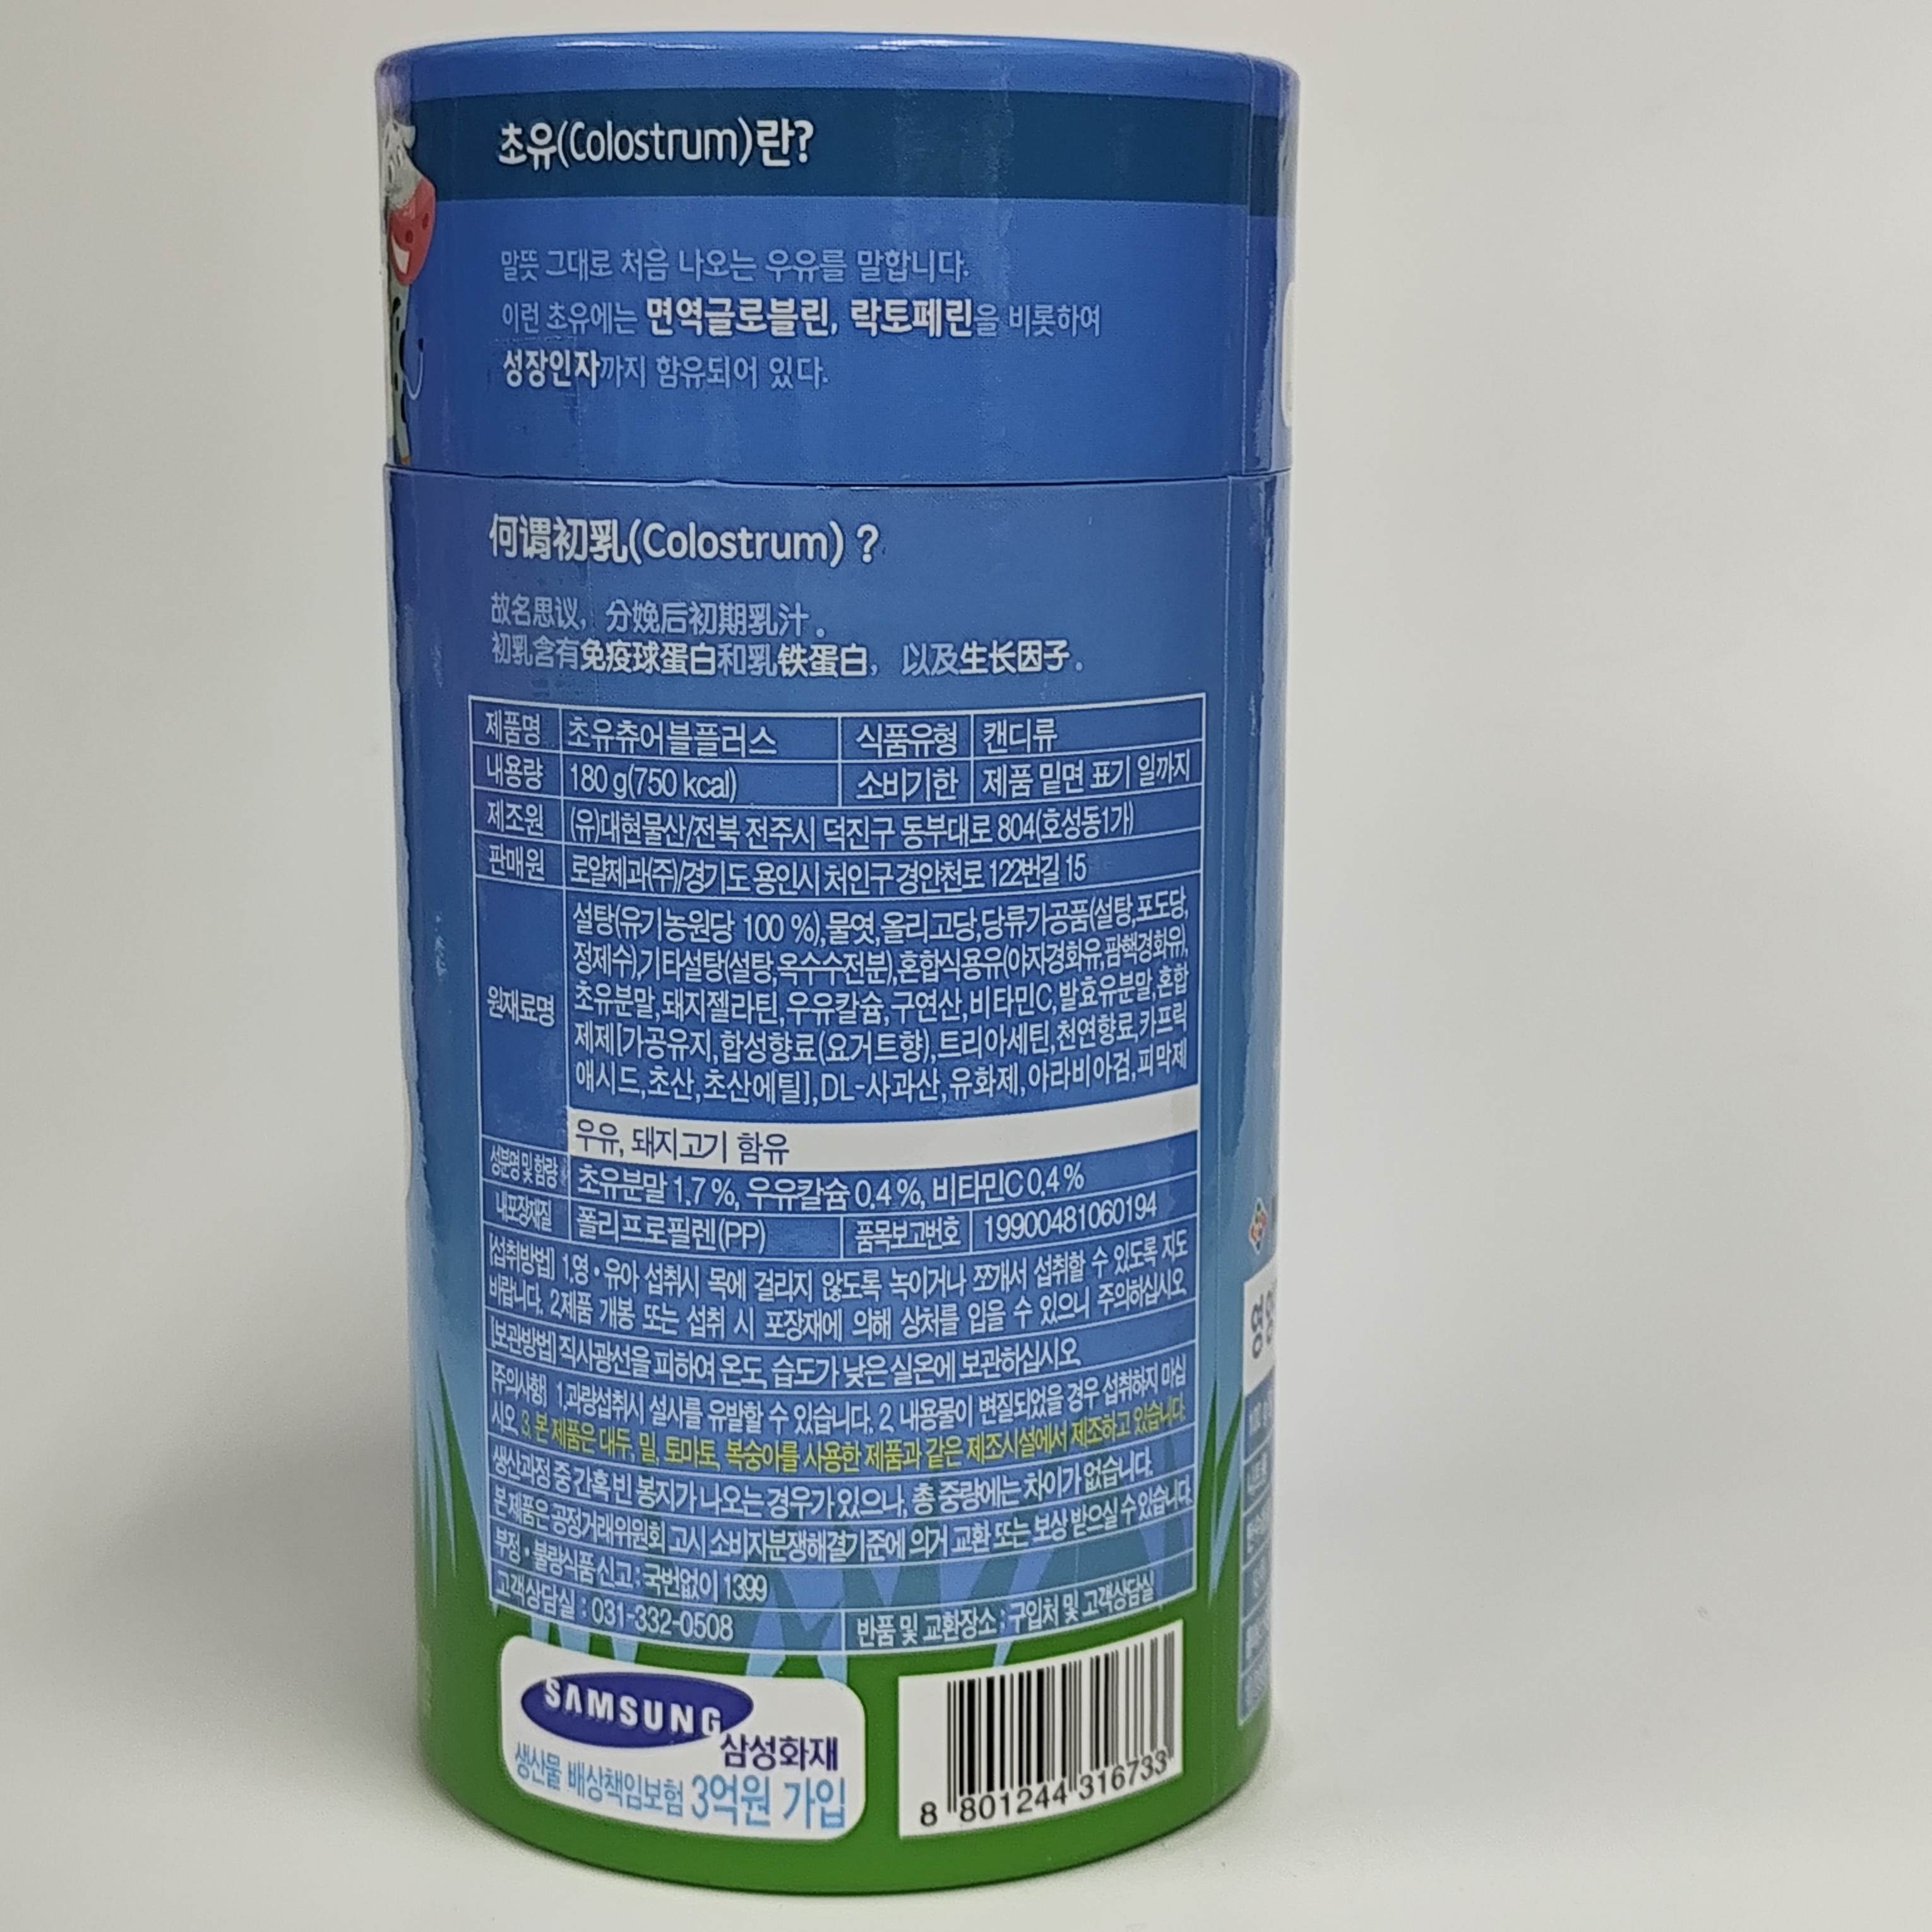 초유(Colostrum)란?
말뜻 그대로 처음 나오는 우유를 말합니다.
이런 초유에는 면역글로블린, 락토페린을 비롯하여
성장인자까지 함유되어 있다.
何谓初乳(Colostrum)?
故名思议, 分娩后初期乳汁.
初乳含有免疫球蛋白和乳铁蛋白, 以及生长因子.
제품명 초유츄어블플러스 식품유형 캔디류
내용량 180 g(750 kcal) 소비기한 제품 밑면 표기 일까지
제조원 (유)대현물산/전북 전주시 덕진구 동부대로 804(호성동1가)
판매원 로얄제과(주)/경기도 용인시 처인구 경안천로 122번길 15
원재료명 설탕(유기농원당 100 %),물엿,올리고당,당류가공품(설탕,포도당,
정제수),기타설탕(설탕,옥수수전분),혼합식용유(야자경화유,팜핵경화유),
초유분말,돼지젤라틴,우유칼슘,구연산,비타민C,발효유분말,혼합
제제[가공유지,합성향료(요거트향),트리아세틴,천연향료,카프릭
애시드,초산,초산에틸],DL-사과산,유화제,아라비아검,피막제
우유, 돼지고기 함유
성분명 및 함량 초유분말 1.7 %, 우유칼슘 0.4 %, 비타민C 0.4 %
내포장재질 폴리프로필렌(PP) 품목보고번호 19900481060194
[섭취방법] 1.영•유아 섭취시 목에 걸리지 않도록 녹이거나 쪼개서 섭취할 수 있도록 지도
바랍니다. 2.제품 개봉 또는 섭취 시 포장재에 의해 상처를 입을 수 있으니 주의하십시오.
[보관방법] 직사광선을 피하여 온도, 습도가 낮은 실온에 보관하십시오.
[주의사항] 1.과량섭취시 설사를 유발할 수 있습니다. 2. 내용물이 변질되었을 경우 섭취하지 마십
시오. 3. 본 제품은 대두, 밀, 토마토, 복숭아를 사용한 제품과 같은 제조시설에서 제조하고 있습니다.
생산과정 중 간혹 빈 봉지가 나오는 경우가 있으나, 총 중량에는 차이가 없습니다.
본 제품은 공정거래위원회 고시 소비자분쟁해결기준에 의거 교환 또는 보상 받으실 수 있습니다.
부정•불량식품 신고 : 국번없이 1399
고객상담실 : 031-332-0508 반품 및 교환장소 : 구입처 및 고객상담실
SAMSUNG
삼성화재
생산물 배상책임보험 3억원 가입
8 801244 316733